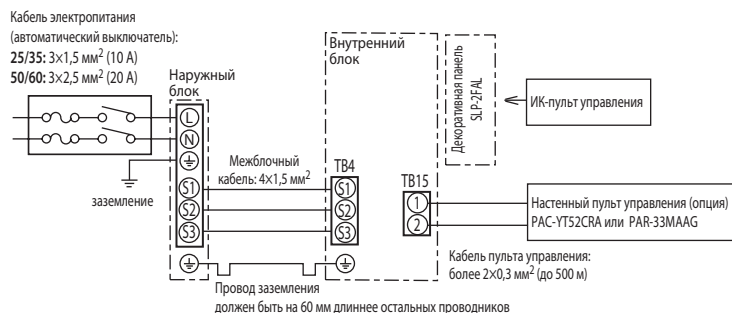 Кабель электропитания
(автоматический выключатель):
25/35: 3×1,5 мм² (10 А)
50/60: 3×2,5 мм² (20 А)
Наружный
блок
L
N
S1
S2
S3
заземление
Межблочный
кабель: 4×1,5 мм²
Внутренний
блок
TB4
S1
S2
S3
TB15
1
2
Декоративная панель
SLP-2FAL
ИК-пульт управления
Настенный пульт управления (опция)
PAC-YT52CRA или PAR-33MAAG
Кабель пульта управления:
более 2×0,3 мм² (до 500 м)
Провод заземления
должен быть на 60 мм длиннее остальных проводников